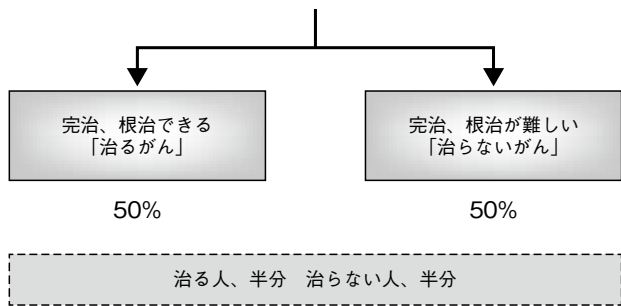 完治、根治できる
「治るがん」
完治、根治が難しい
「治らないがん」
50%
50%
治る人、半分　治らない人、半分